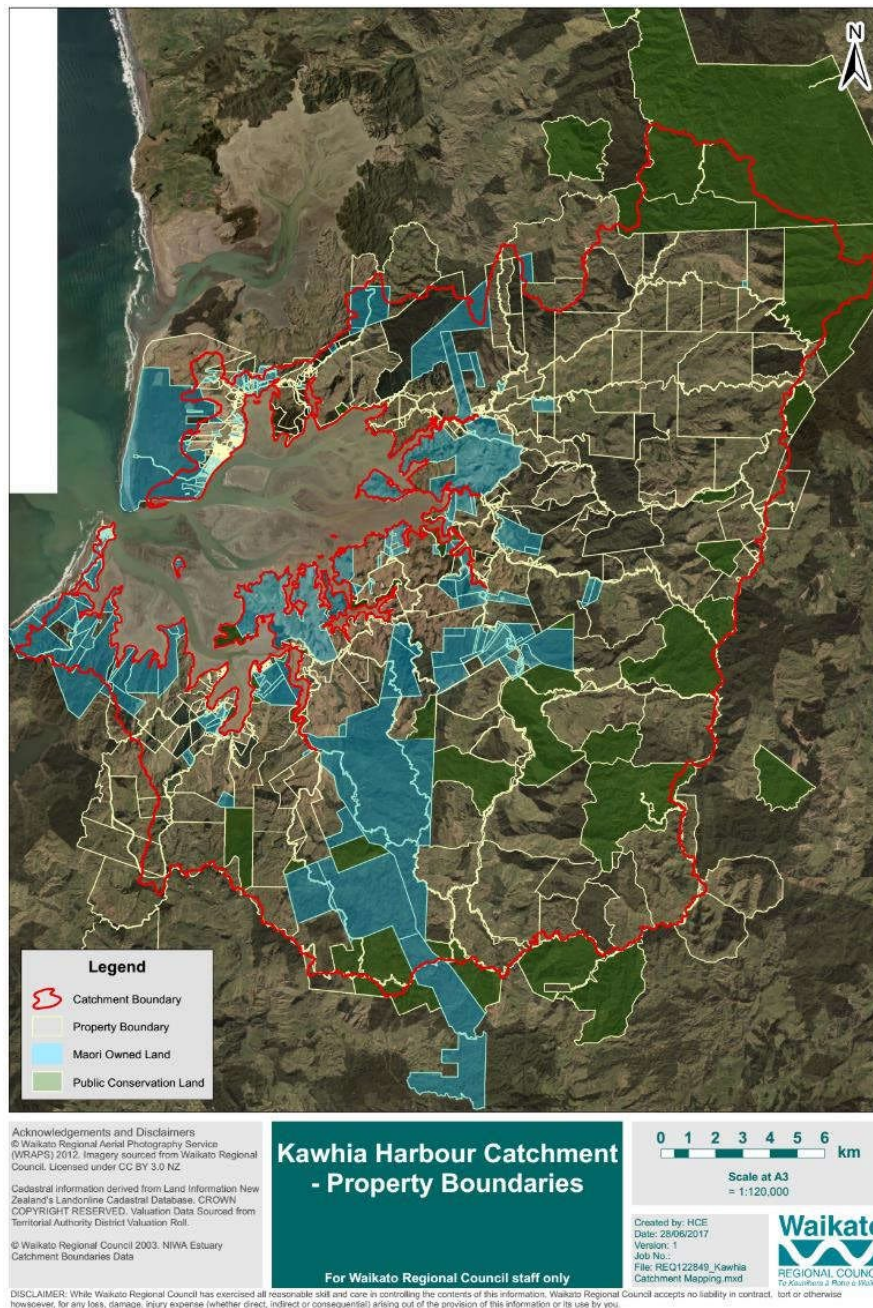 N
Legend
Catchment Boundary
Property Boundary
Maori Owned Land
Public Conservation Land
Acknowledgements and Disclaimers
© Waikato Regional Aerial Photography Service
(WRAPS) 2012. Imagery sourced from Waikato Regional
Council. Licensed under CC BY 3.0 NZ
Cadastral information derived from Land Information New
Zealand's Landonline Cadastral Database. CROWN
COPYRIGHT RESERVED. Valuation Data Sourced from
Territorial Authority District Valuation Roll.
© Waikato Regional Council 2003. NIWA Estuary
Catchment Boundaries Data
Kawhia Harbour Catchment
- Property Boundaries
For Waikato Regional Council staff only
0 1 2 3 4 5 6
km
Scale at A3
= 1:120,000
Created by: HCE
Date: 28/06/2017
Version: 1
Job No.:
File: REQ122849_Kawhia
Catchment Mapping.mxd
Waikato
REGIONAL COUNC
DISCLAIMER: While Waikato Regional Council has exercised all reasonable skill and care in controlling the contents of this information, Waikato Regional Council accepts no liability in contract, tort or otherwise
howsoever, for any loss, damage, injury expense (whether direct, indirect or consequential) arising out of the provision of this information or its use by you.